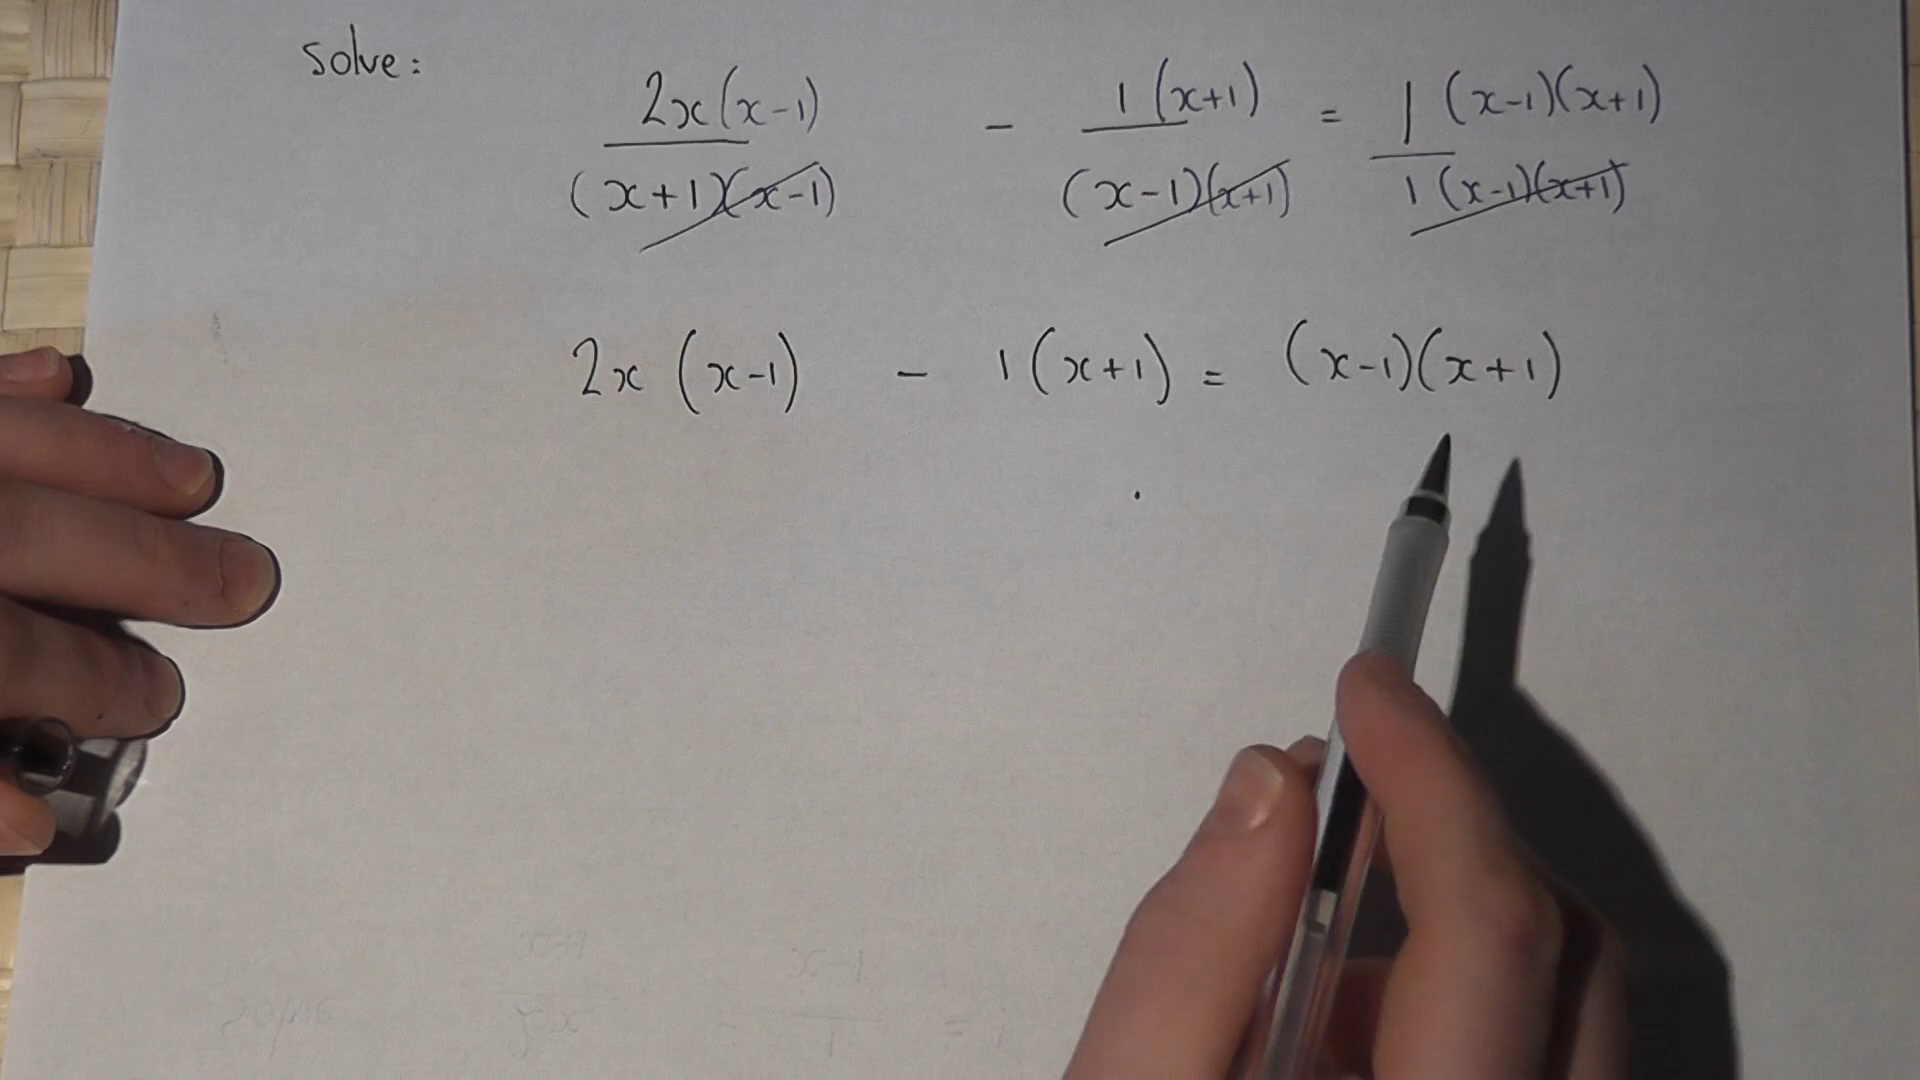 Solve:
2x(x-1) - 1(x+1) = 1(x-1)(x+1)
(x+1)(x-1) (x-1)(x+1) 1(x-1)(x+1)
2x(x-1) - 1(x+1) = (x-1)(x+1)